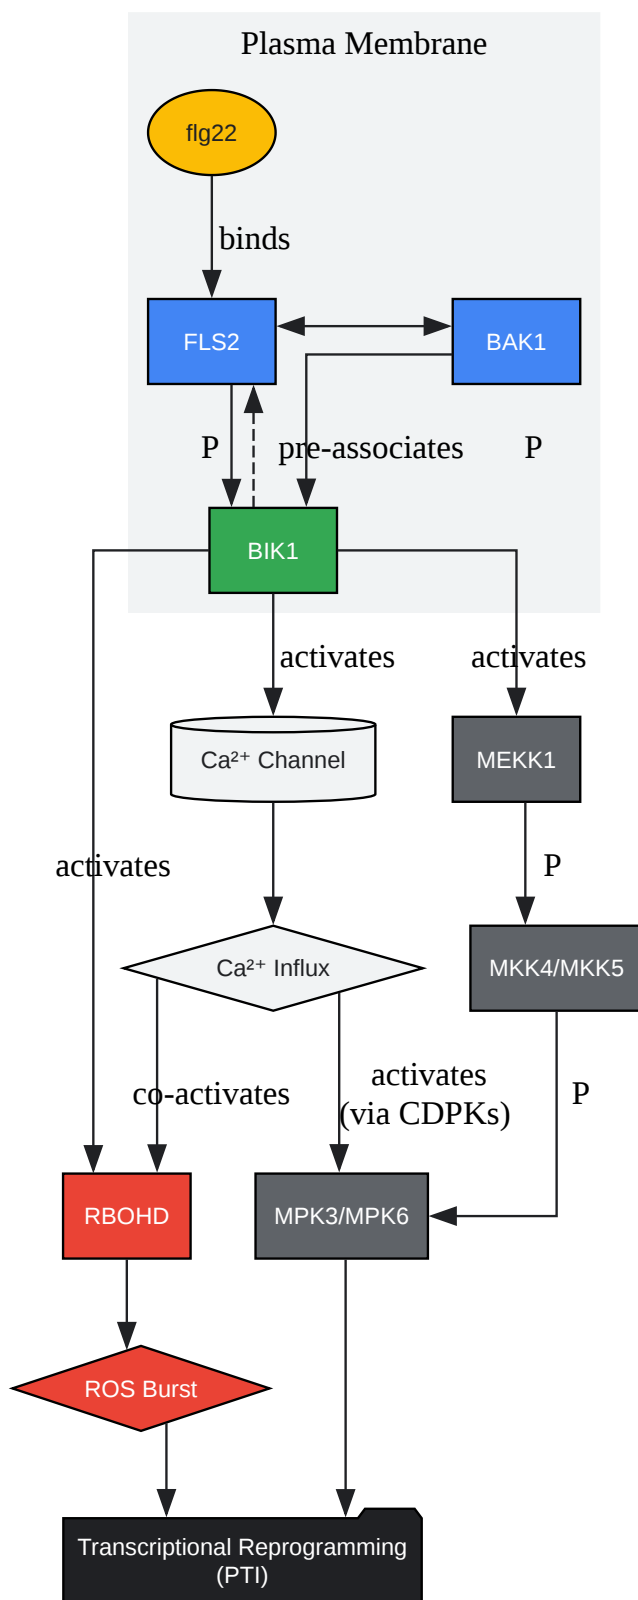 Plasma Membrane
flg22
binds
FLS2
BAK1
P
pre-associates
P
BIK1
activates
activates
Ca²⁺ Channel
MEKK1
activates
P
Ca²⁺ Influx
MKK4/MKK5
co-activates
activates
(via CDPKs)
P
RBOHD
MPK3/MPK6
ROS Burst
Transcriptional Reprogramming
(PTI)